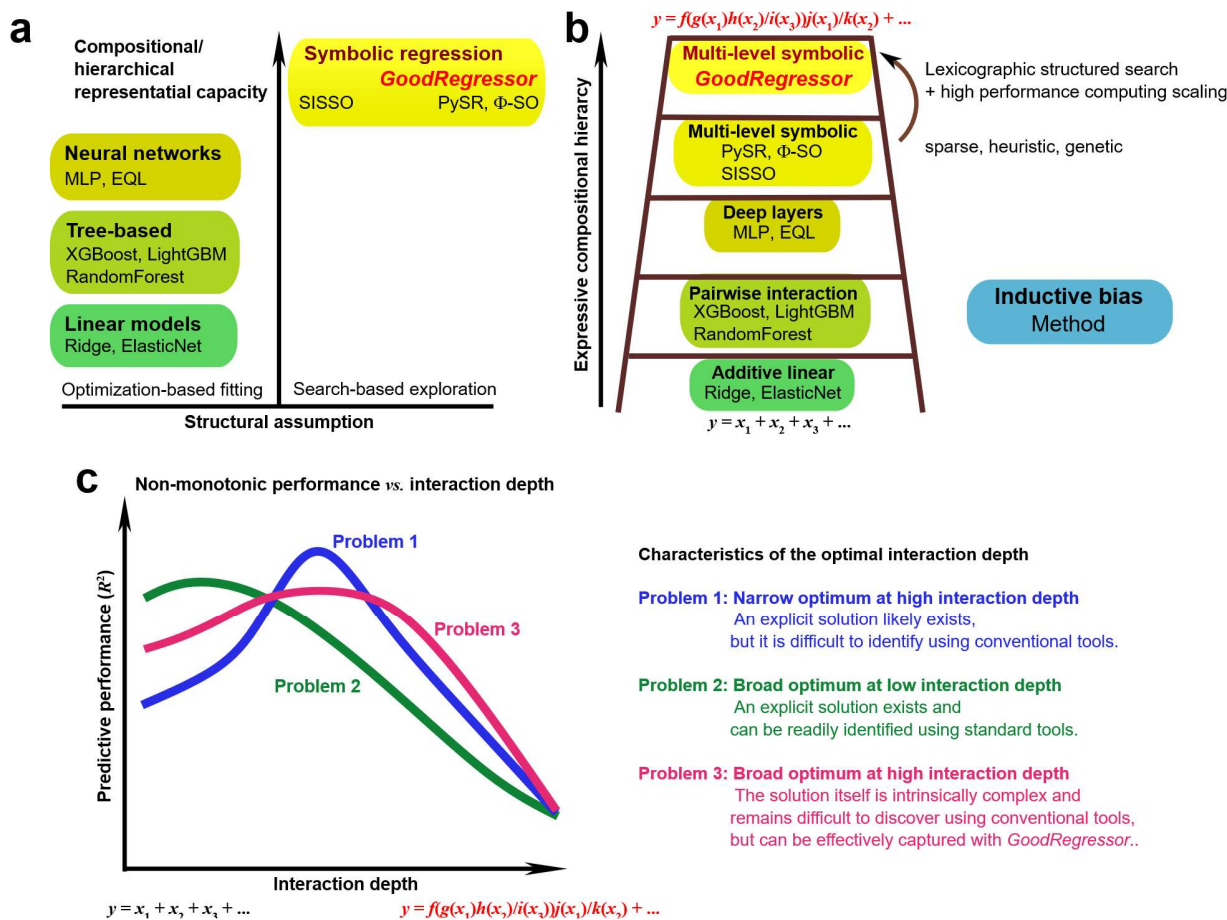 a
Compositional/
hierarchical
representatial capacity
Symbolic regression
GoodRegressor
SISSO PySR, Φ-SO
Neural networks
MLP, EQL
Tree-based
XGBoost, LightGBM
RandomForest
Linear models
Ridge, ElasticNet
Optimization-based fitting
Search-based exploration
Structural assumption
b
y = f(g(x₁)h(x₂)/i(x₃))j(x₁)/k(x₂) + ...
Expressive compositional hierarcy
Multi-level symbolic
GoodRegressor
Lexicographic structured search
+ high performance computing scaling
sparse, heuristic, genetic
Multi-level symbolic
PySR, Φ-SO
SISSO
Deep layers
MLP, EQL
Pairwise interaction
XGBoost, LightGBM
RandomForest
Additive linear
Ridge, ElasticNet
y = x₁ + x₂ + x₃ + ...
Inductive bias
Method
c
Non-monotonic performance vs. interaction depth
Predictive performance (R²)
Problem 1
Problem 3
Problem 2
Interaction depth
y = x₁ + x₂ + x₃ + ...
y = f(g(x₁)h(x₂)/i(x₃))j(x₁)/k(x₂) + ...
Characteristics of the optimal interaction depth
Problem 1: Narrow optimum at high interaction depth
An explicit solution likely exists,
but it is difficult to identify using conventional tools.
Problem 2: Broad optimum at low interaction depth
An explicit solution exists and
can be readily identified using standard tools.
Problem 3: Broad optimum at high interaction depth
The solution itself is intrinsically complex and
remains difficult to discover using conventional tools,
but can be effectively captured with GoodRegressor..